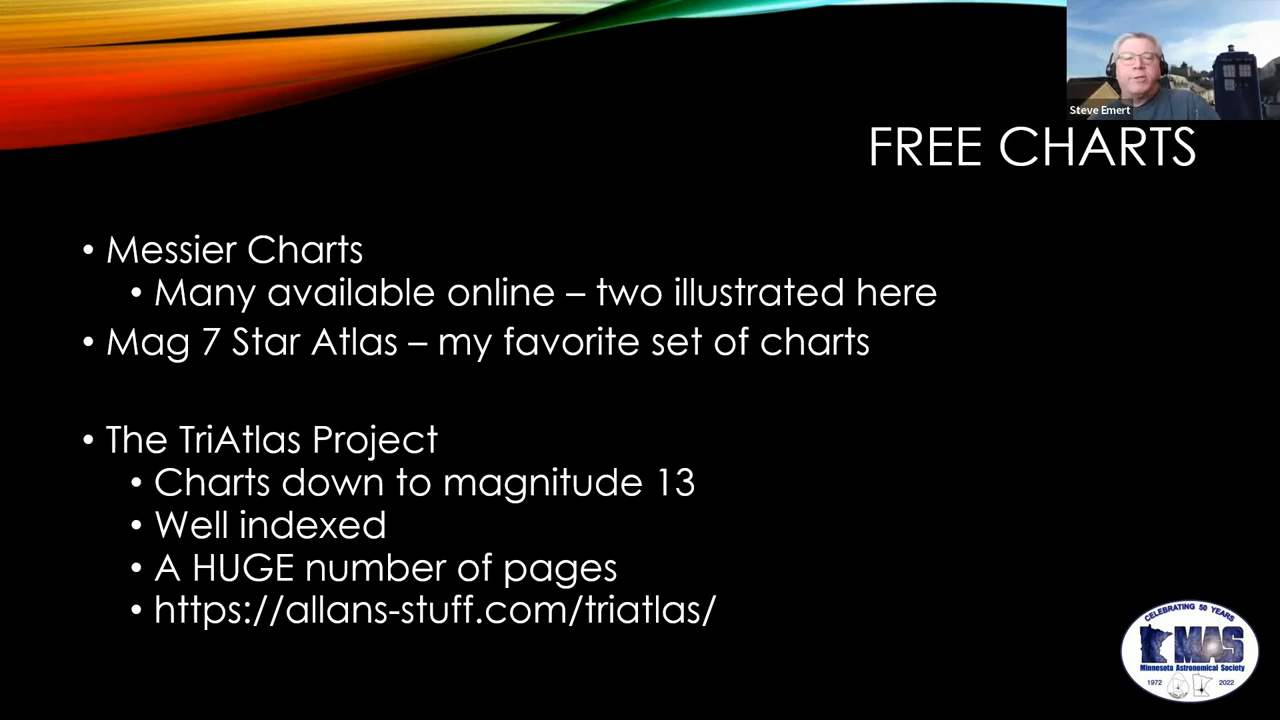 Steve Emert
FREE CHARTS
• Messier Charts
• Many available online – two illustrated here
• Mag 7 Star Atlas – my favorite set of charts
• The TriAtlas Project
• Charts down to magnitude 13
• Well indexed
• A HUGE number of pages
• https://allans-stuff.com/triatlas/
CELEBRATING 50 YEARS
MAS
Minnesota Astronomical Society
1972
2022